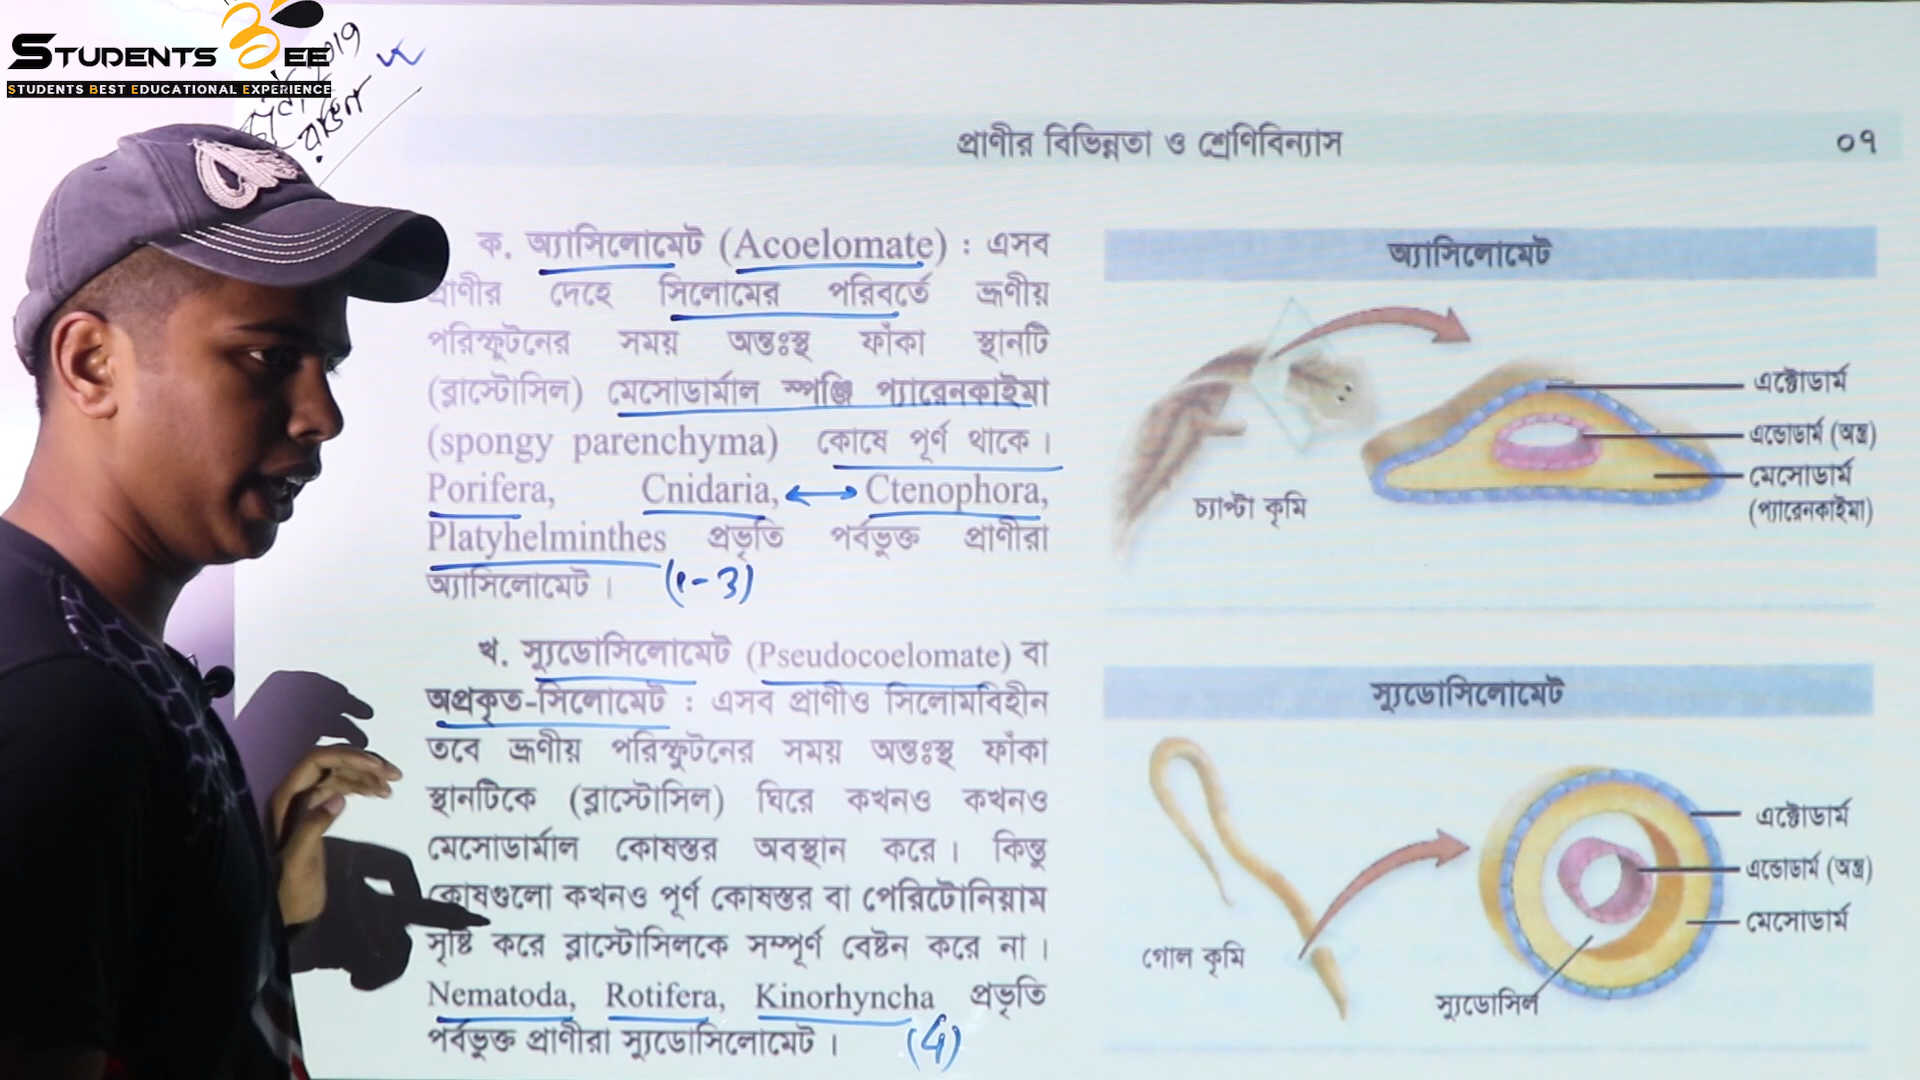 STUDENTS BEE
STUDENTS BEST EDUCATIONAL EXPERIENCE
প্রাণীর বিভিন্নতা ও শ্রেণিবিন্যাস
০৭
ক. অ্যাসিলোমেট (Acoelomate) : এসব
প্রাণীর দেহে সিলোমের পরিবর্তে ভ্রূণীয়
পরিস্ফুটনের সময় অন্তঃস্থ ফাঁকা স্থানটি
(ব্লাস্টোসিল) মেসোডার্মাল স্পঞ্জি প্যারেনকাইমা
(spongy parenchyma) কোষে পূর্ণ থাকে।
Porifera, Cnidaria, Ctenophora,
Platyhelminthes প্রভৃতি পর্বভুক্ত প্রাণীরা
অ্যাসিলোমেট।
(1-3)
খ. স্যুডোসিলোমেট (Pseudocoelomate) বা
অপ্রকৃত-সিলোমেট : এসব প্রাণীও সিলোমবিহীন
তবে ভ্রূণীয় পরিস্ফুটনের সময় অন্তঃস্থ ফাঁকা
স্থানটিকে (ব্লাস্টোসিল) ঘিরে কখনও কখনও
মেসোডার্মাল কোষস্তর অবস্থান করে। কিন্তু
কোষগুলো কখনও পূর্ণ কোষস্তর বা পেরিটোনিয়াম
সৃষ্টি করে ব্লাস্টোসিলকে সম্পূর্ণ বেষ্টন করে না।
Nematoda, Rotifera, Kinorhyncha প্রভৃতি
পর্বভুক্ত প্রাণীরা স্যুডোসিলোমেট।
(4)
অ্যাসিলোমেট
এক্টোডার্ম
এন্ডোডার্ম (অন্ত্র)
মেসোডার্ম
(প্যারেনকাইমা)
চ্যাপ্টা কৃমি
স্যুডোসিলোমেট
এক্টোডার্ম
এন্ডোডার্ম (অন্ত্র)
মেসোডার্ম
গোল কৃমি
স্যুডোসিল